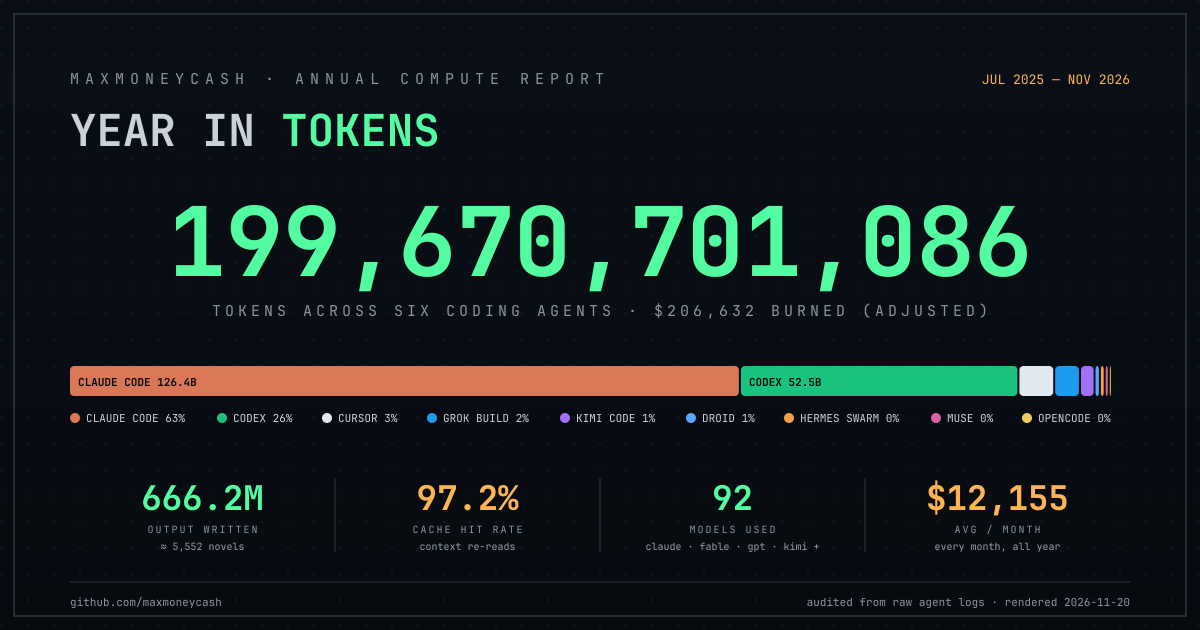 MAXMONEYCASH · ANNUAL COMPUTE REPORT
JUL 2025 — NOV 2026
YEAR IN TOKENS
199,670,701,086
TOKENS ACROSS SIX CODING AGENTS · $206,632 BURNED (ADJUSTED)
CLAUDE CODE 126.4B CODEX 52.5B
CLAUDE CODE 63% CODEX 26% CURSOR 3% GROK BUILD 2% KIMI CODE 1% DROID 1% HERMES SWARM 0% MUSE 0% OPENCODE 0%
666.2M 97.2% 92 $12,155
OUTPUT WRITTEN CACHE HIT RATE MODELS USED AVG / MONTH
≈ 5,552 novels context re-reads claude · fable · gpt · kimi + every month, all year
github.com/maxmoneycash audited from raw agent logs · rendered 2026-11-20